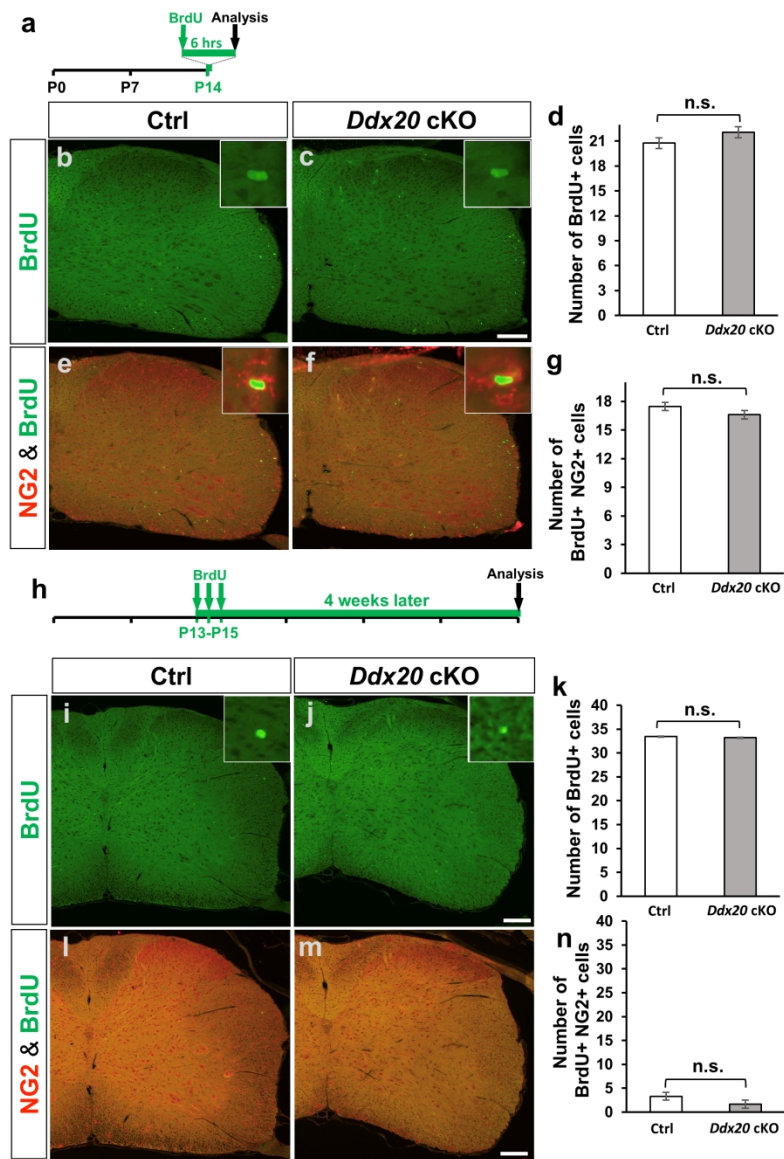 a
BrdU Analysis
6 hrs
P0 P7 P14
Ctrl
Ddx20 cKO
BrdU
b
c
d
Number of BrdU+ cells
n.s.
21
18
15
12
9
6
3
0
Ctrl Ddx20 cKO
NG2 & BrdU
e
f
g
Number of
BrdU+ NG2+ cells
n.s.
18
15
12
9
6
3
0
Ctrl Ddx20 cKO
h
BrdU
Analysis
4 weeks later
P13-P15
Ctrl
Ddx20 cKO
BrdU
i
j
k
Number of BrdU+ cells
n.s.
40
35
30
25
20
15
10
5
0
Ctrl Ddx20 cKO
NG2 & BrdU
l
m
n
Number of
BrdU+ NG2+ cells
40
35
30
25
20
15
10
5
0
n.s.
Ctrl Ddx20 cKO